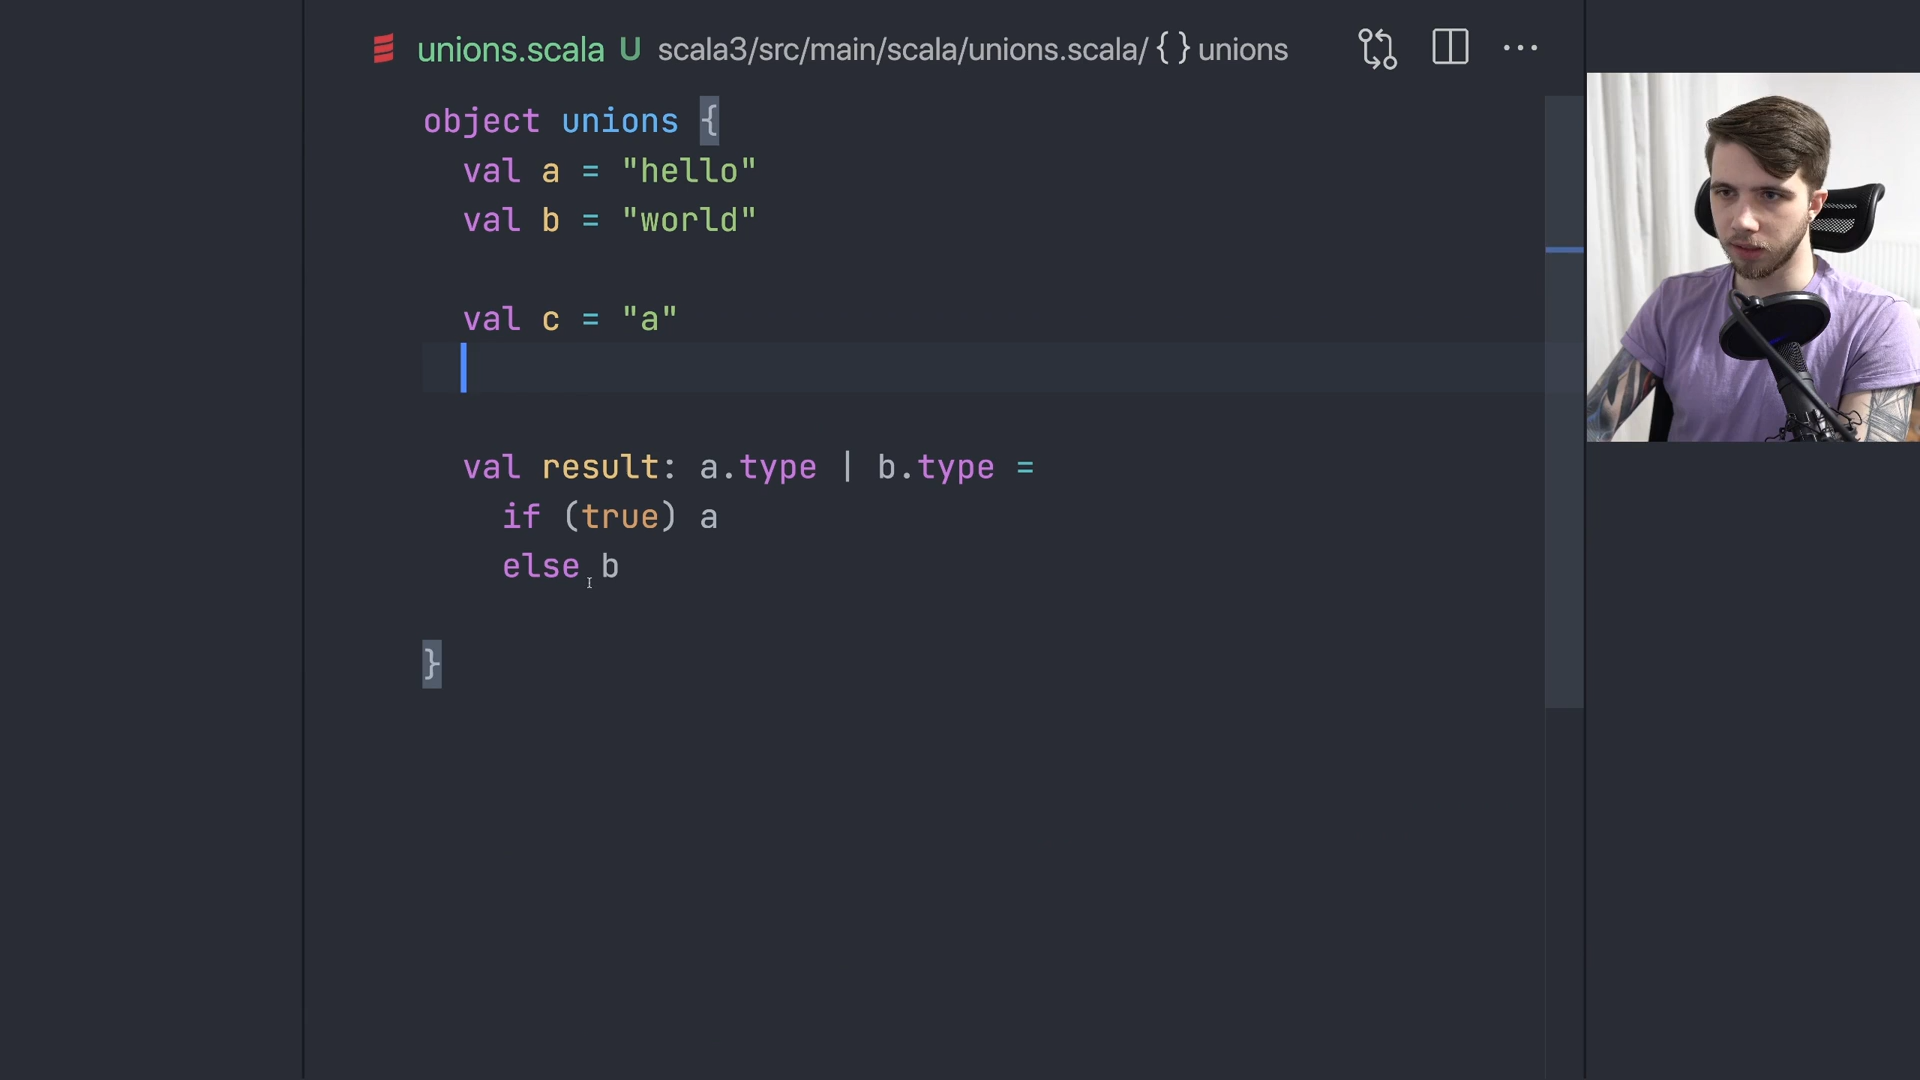 unions.scala U scala3/src/main/scala/unions.scala/{} unions ...
object unions {
val a = "hello"
val b = "world"
val c = "a"
val result: a.type | b.type =
if (true) a
else b
}